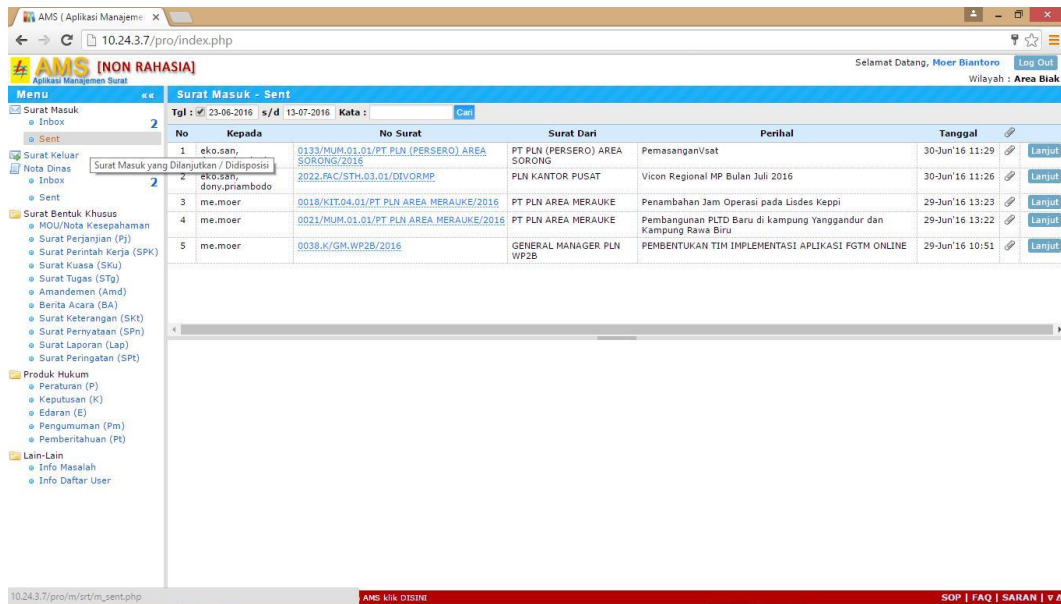 AMS ( Aplikasi Manajeme
10.24.3.7/pro/index.php
AMS [NON RAHASIA]
Aplikasi Manajemen Surat
Selamat Datang, Moer Biantoro Log Out
Wilayah : Area Biak
Menu
Surat Masuk
Inbox 2
Sent
Surat Keluar
Surat Masuk yang Dilanjutkan / Didisposisi
Nota Dinas
Inbox 2
Sent
Surat Bentuk Khusus
MOU/Nota Kesepahaman
Surat Perjanjian (Pj)
Surat Perintah Kerja (SPK)
Surat Kuasa (SKu)
Surat Tugas (STg)
Amandemen (Amd)
Berita Acara (BA)
Surat Keterangan (SKt)
Surat Pernyataan (SPn)
Surat Laporan (Lap)
Surat Peringatan (SPt)
Produk Hukum
Peraturan (P)
Keputusan (K)
Edaran (E)
Pengumuman (Pm)
Pemberitahuan (Pt)
Lain-Lain
Info Masalah
Info Daftar User
Surat Masuk - Sent
Tgl : 23-06-2016 s/d 13-07-2016 Kata : Cari
No Kepada No Surat Surat Dari Perihal Tanggal
1 eko.san, 0133/MUM.01.01/PT PLN (PERSERO) AREA PT PLN (PERSERO) AREA PemasanganVsat 30-Jun'16 11:29 Lanjut
SORONG/2016 SORONG
2 eko.san, 2022.FAC/STH.03.01/DIVORMP PLN KANTOR PUSAT Vicon Regional MP Bulan Juli 2016 30-Jun'16 11:26 Lanjut
dony.priambodo
3 me.moer 0018/KIT.04.01/PT PLN AREA MERAUKE/2016 PT PLN AREA MERAUKE Penambahan Jam Operasi pada Lisdes Keppi 29-Jun'16 13:23 Lanjut
4 me.moer 0021/MUM.01.01/PT PLN AREA MERAUKE/2016 PT PLN AREA MERAUKE Pembangunan PLTD Baru di kampung Yanggandur dan 29-Jun'16 13:22 Lanjut
Kampung Rawa Biru
5 me.moer 0038.K/GM.WP2B/2016 GENERAL MANAGER PLN PEMBENTUKAN TIM IMPLEMENTASI APLIKASI FGTM ONLINE 29-Jun'16 10:51 Lanjut
WP2B
10.24.3.7/pro/m/srt/m_sent.php
AMS klik DISINI
SOP | FAQ | SARAN |